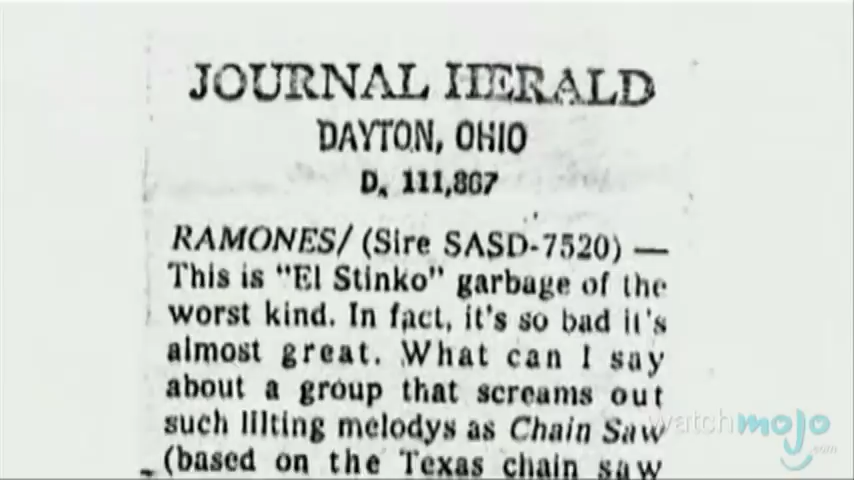 JOURNAL HERALD
DAYTON, OHIO
D. 111,867
RAMONES/ (Sire SASD-7520) —
This is "El Stinko" garbage of the
worst kind. In fact, it's so bad it's
almost great. What can I say
about a group that screams out
such lilting melodys as Chain Saw
(based on the Texas chain saw
watchmojo
.com